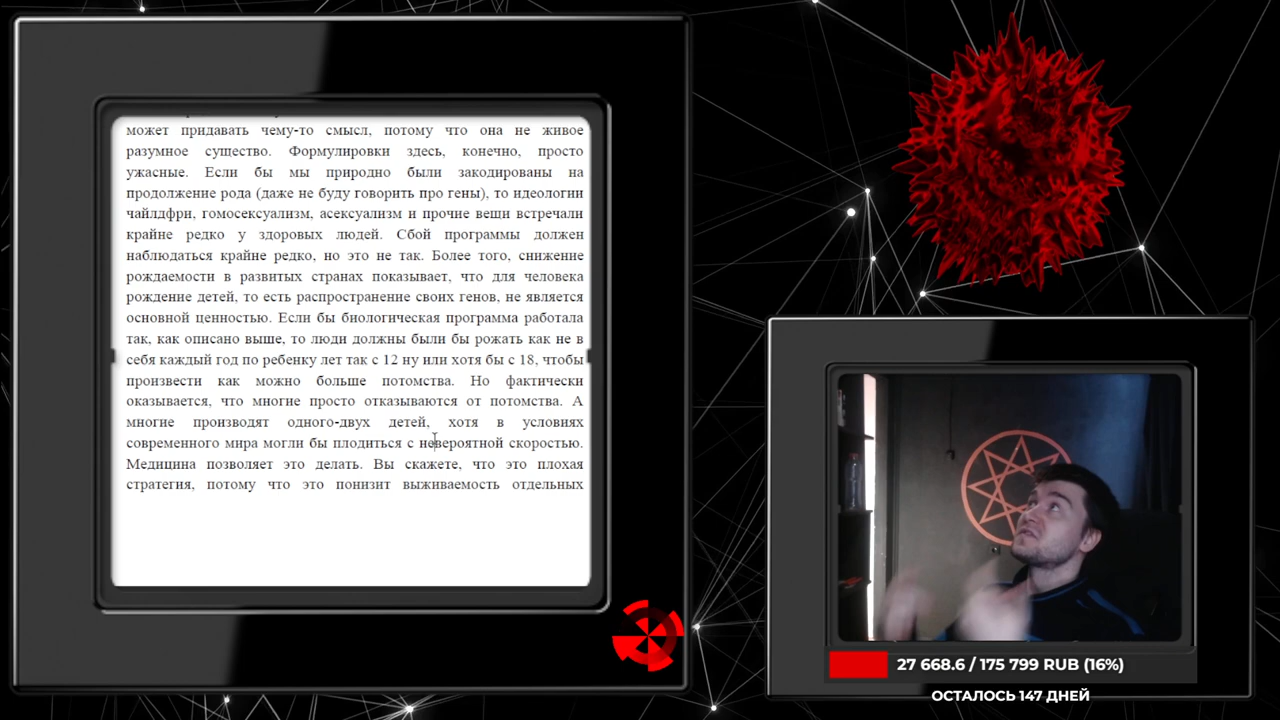 может придавать чему-то смысл, потому что она не живое
разумное существо. Формулировки здесь, конечно, просто
ужасные. Если бы мы природно были закодированы на
продолжение рода (даже не буду говорить про гены), то идеологии
чайлдфри, гомосексуализм, асексуализм и прочие вещи встречали
крайне редко у здоровых людей. Сбой программы должен
наблюдаться крайне редко, но это не так. Более того, снижение
рождаемости в развитых странах показывает, что для человека
рождение детей, то есть распространение своих генов, не является
основной ценностью. Если бы биологическая программа работала
так, как описано выше, то люди должны были бы рожать как не в
себя каждый год по ребенку лет так с 12 ну или хотя бы с 18, чтобы
произвести как можно больше потомства. Но фактически
оказывается, что многие просто отказываются от потомства. А
многие производят одного-двух детей, хотя в условиях
современного мира могли бы плодиться с невероятной скоростью.
Медицина позволяет это делать. Вы скажете, что это плохая
стратегия, потому что это понизит выживаемость отдельных
27 668.6 / 175 799 RUB (16%)
ОСТАЛОСЬ 147 ДНЕЙ